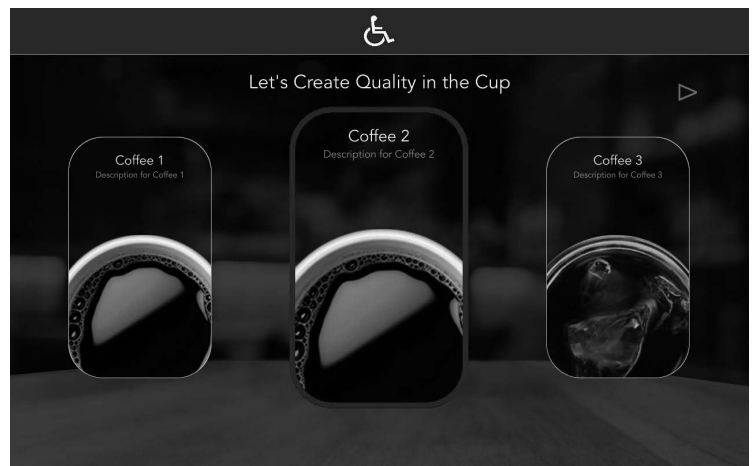 Let's Create Quality in the Cup
Coffee 1
Description for Coffee 1
Coffee 2
Description for Coffee 2
Coffee 3
Description for Coffee 3